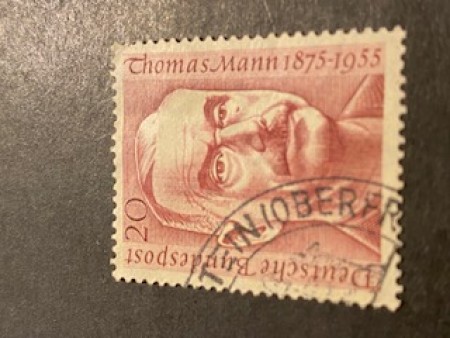 Thomas Mann 1875-1955
20
Deutsche Bundespost